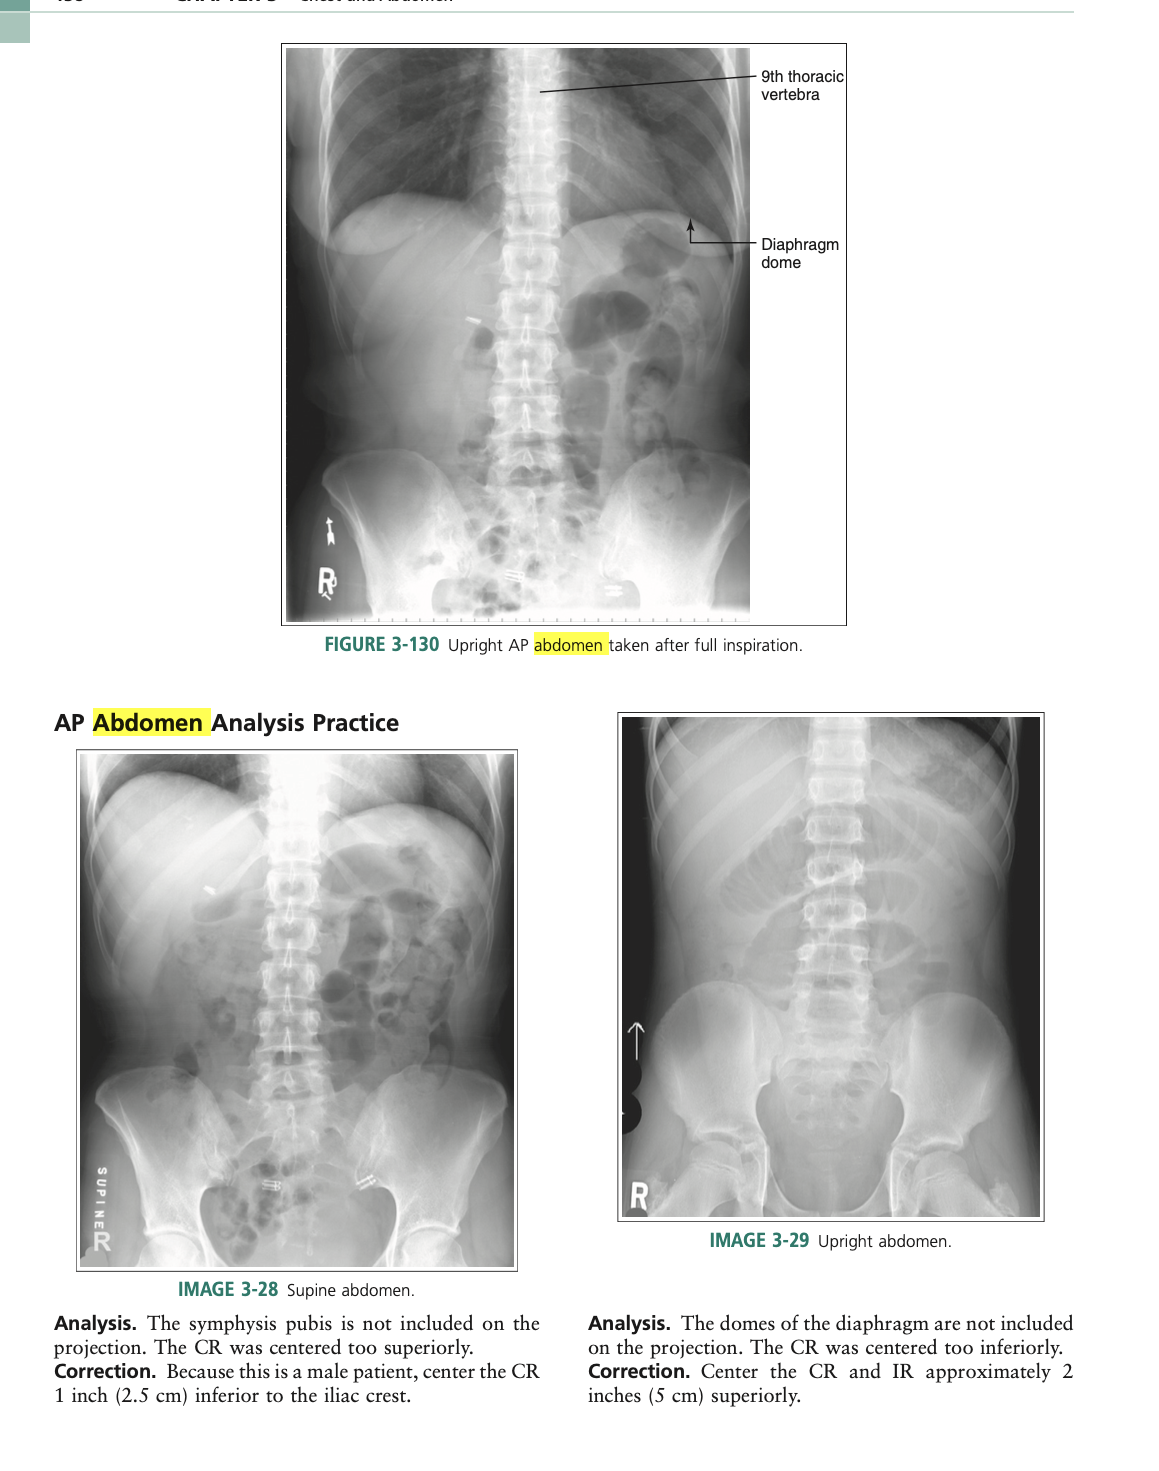 9th thoracic
vertebra
Diaphragm
dome
R
FIGURE 3-130 Upright AP abdomen taken after full inspiration.
AP Abdomen Analysis Practice
SUPINE
R
IMAGE 3-28 Supine abdomen.
Analysis. The symphysis pubis is not included on the
projection. The CR was centered too superiorly.
Correction. Because this is a male patient, center the CR
1 inch (2.5 cm) inferior to the iliac crest.
R
IMAGE 3-29 Upright abdomen.
Analysis. The domes of the diaphragm are not included
on the projection. The CR was centered too inferiorly.
Correction. Center the CR and IR approximately 2
inches (5 cm) superiorly.